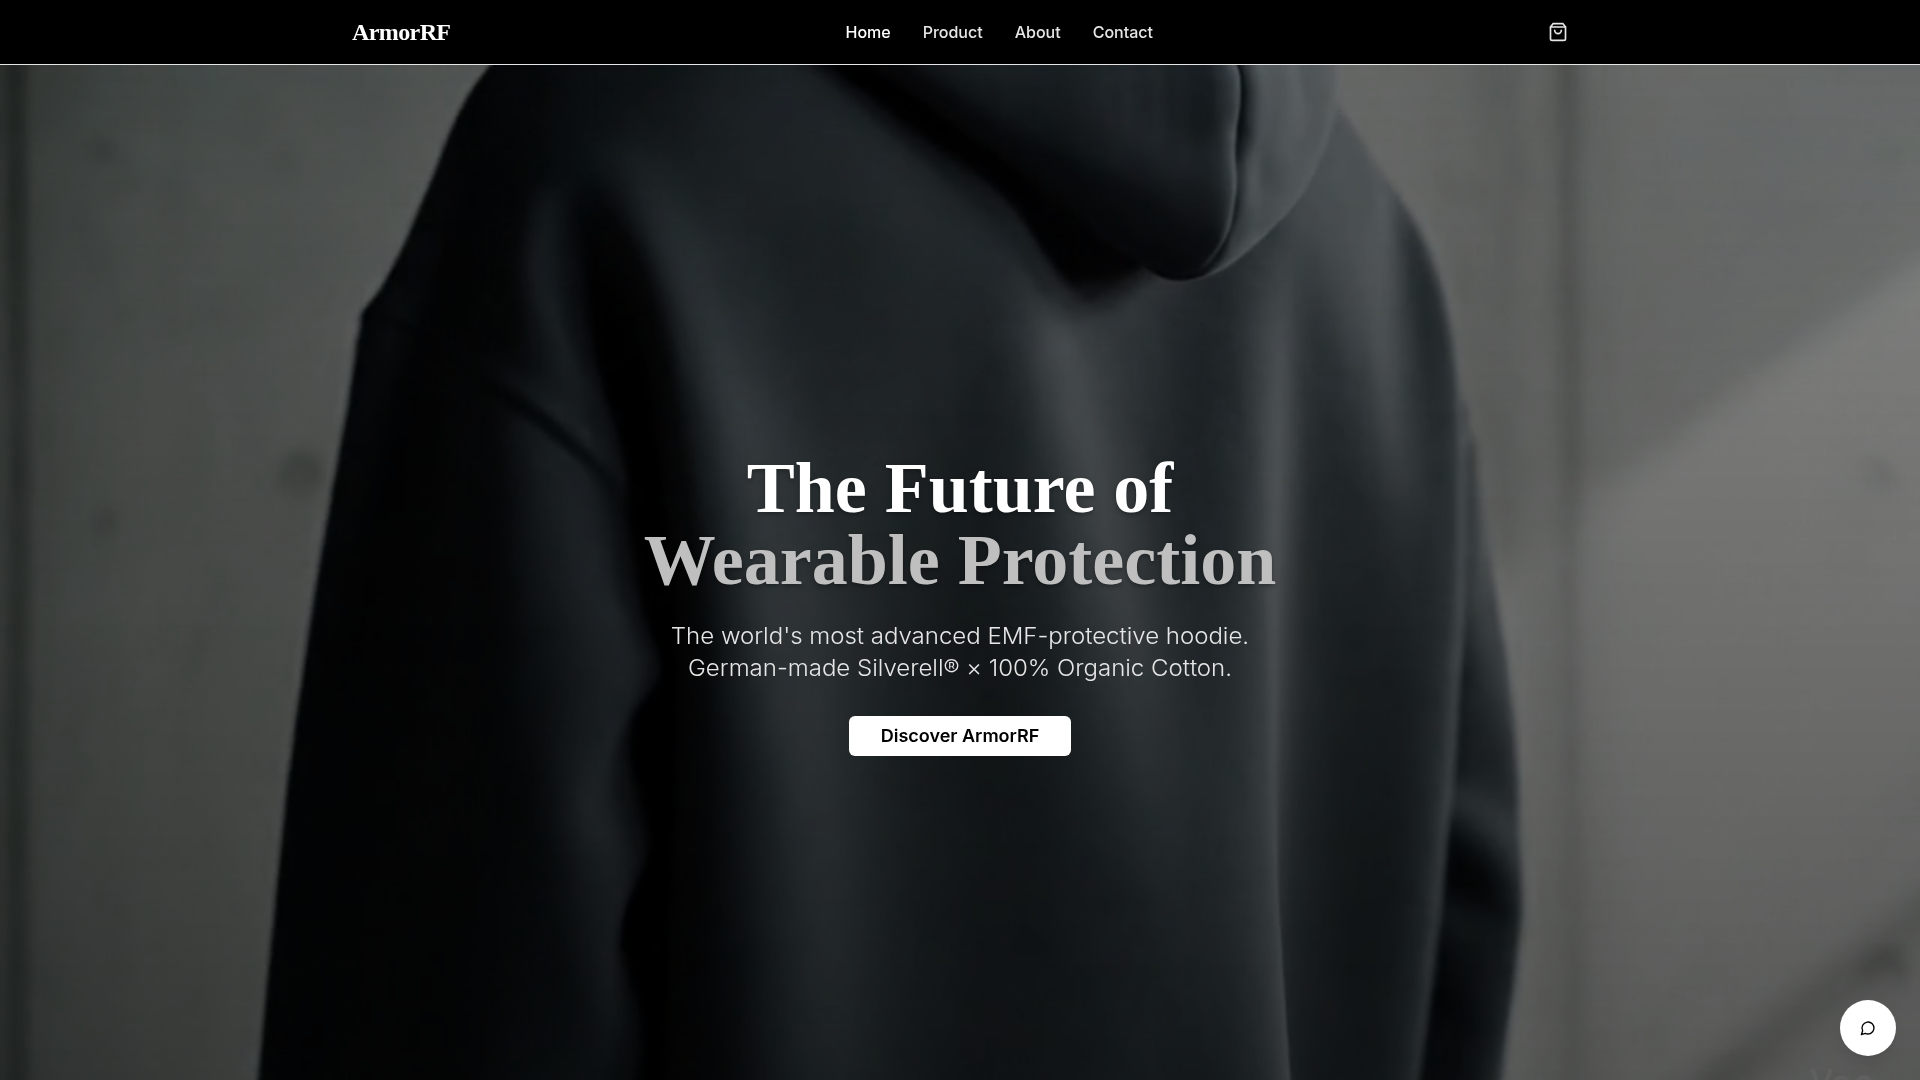 ArmorRF
Home
Product
About
Contact
The Future of
Wearable Protection
The world's most advanced EMF-protective hoodie.
German-made Silverell® × 100% Organic Cotton.
Discover ArmorRF